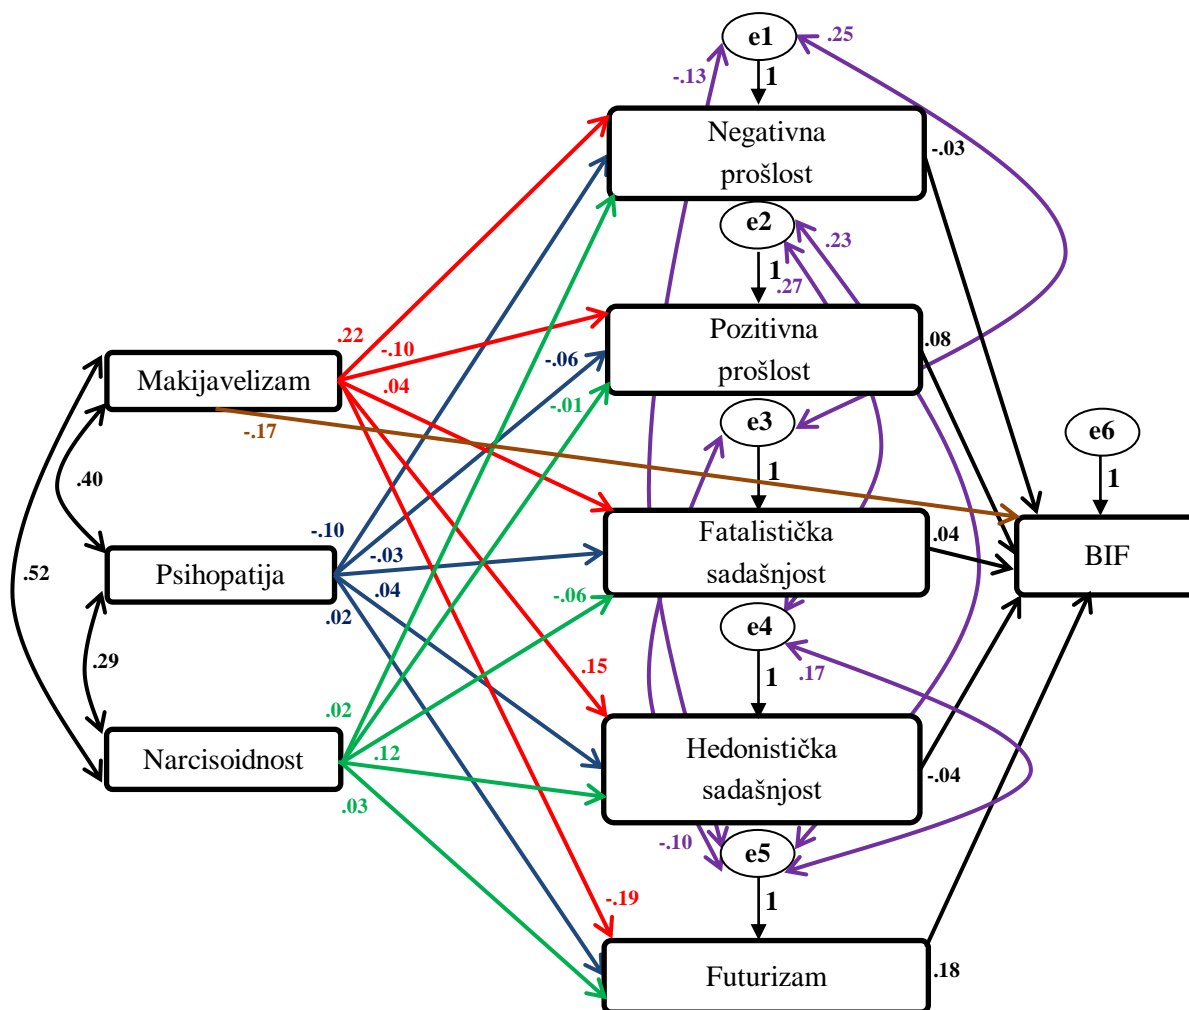 e1
.25
-.13
1
Negativna
prošlost
-.03
e2
.23
1
.27
.22
-.10
-.06
Pozitivna
prošlost
.08
Makijavelizam
.04
-.01
-.17
e3
e6
1
1
.40
-.10
-.03
Fatalistička
sadašnjost
.04
BIF
.52
Psihopatija
.04
-.06
.02
e4
.29
.15
1
.17
.02
Narcisoidnost
.12
Hedonistička
sadašnjost
-.04
.03
-.10
e5
-.19
1
Futurizam
.18